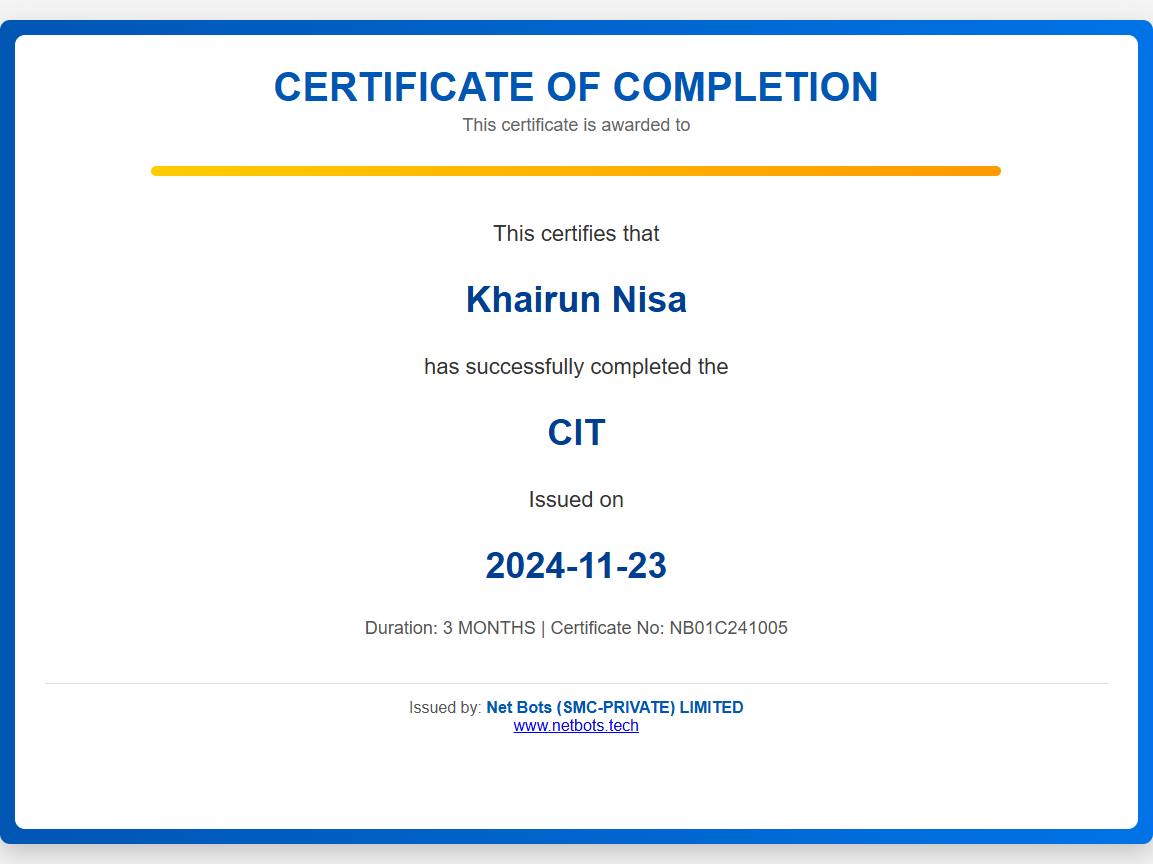 CERTIFICATE OF COMPLETION
This certificate is awarded to
This certifies that
Khairun Nisa
has successfully completed the
CIT
Issued on
2024-11-23
Duration: 3 MONTHS | Certificate No: NB01C241005
Issued by: Net Bots (SMC-PRIVATE) LIMITED
www.netbots.tech